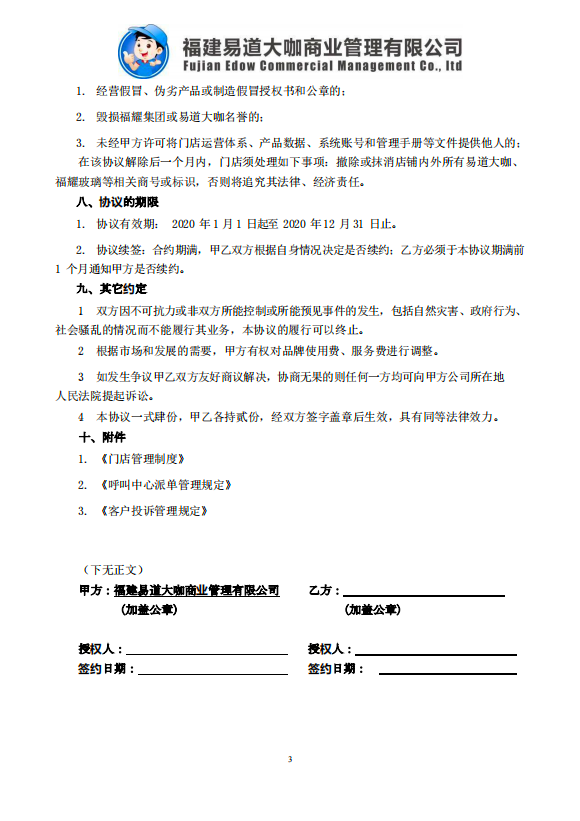 福建易道大咖商业管理有限公司
Fujian Edow Commercial Management Co., ltd
1. 经营假冒、伪劣产品或制造假冒授权书和公章的；
2. 毁损福耀集团或易道大咖名誉的；
3. 未经甲方许可将门店运营体系、产品数据、系统账号和管理手册等文件提供他人的；
在该协议解除后一个月内，门店须处理如下事项：撤除或抹消店铺内外所有易道大咖、
福耀玻璃等相关商号或标识，否则将追究其法律、经济责任。
八、协议的期限
1. 协议有效期： 2020 年 1 月 1 日起至 2020 年 12 月 31 日止。
2. 协议续签：合约期满，甲乙双方根据自身情况决定是否续约；乙方必须于本协议期满前
1 个月通知甲方是否续约。
九、其它约定
1 双方因不可抗力或非双方所能控制或所能预见事件的发生，包括自然灾害、政府行为、
社会骚乱的情况而不能履行其业务，本协议的履行可以终止。
2 根据市场和发展的需要，甲方有权对品牌使用费、服务费进行调整。
3 如发生争议甲乙双方友好商议解决，协商无果的则任何一方均可向甲方公司所在地
人民法院提起诉讼。
4 本协议一式肆份，甲乙各持贰份，经双方签字盖章后生效，具有同等法律效力。
十、附件
1. 《门店管理制度》
2. 《呼叫中心派单管理规定》
3. 《客户投诉管理规定》
（下无正文）
甲方：福建易道大咖商业管理有限公司 乙方：
(加盖公章) (加盖公章)
授权人： 授权人：
签约日期： 签约日期：
3